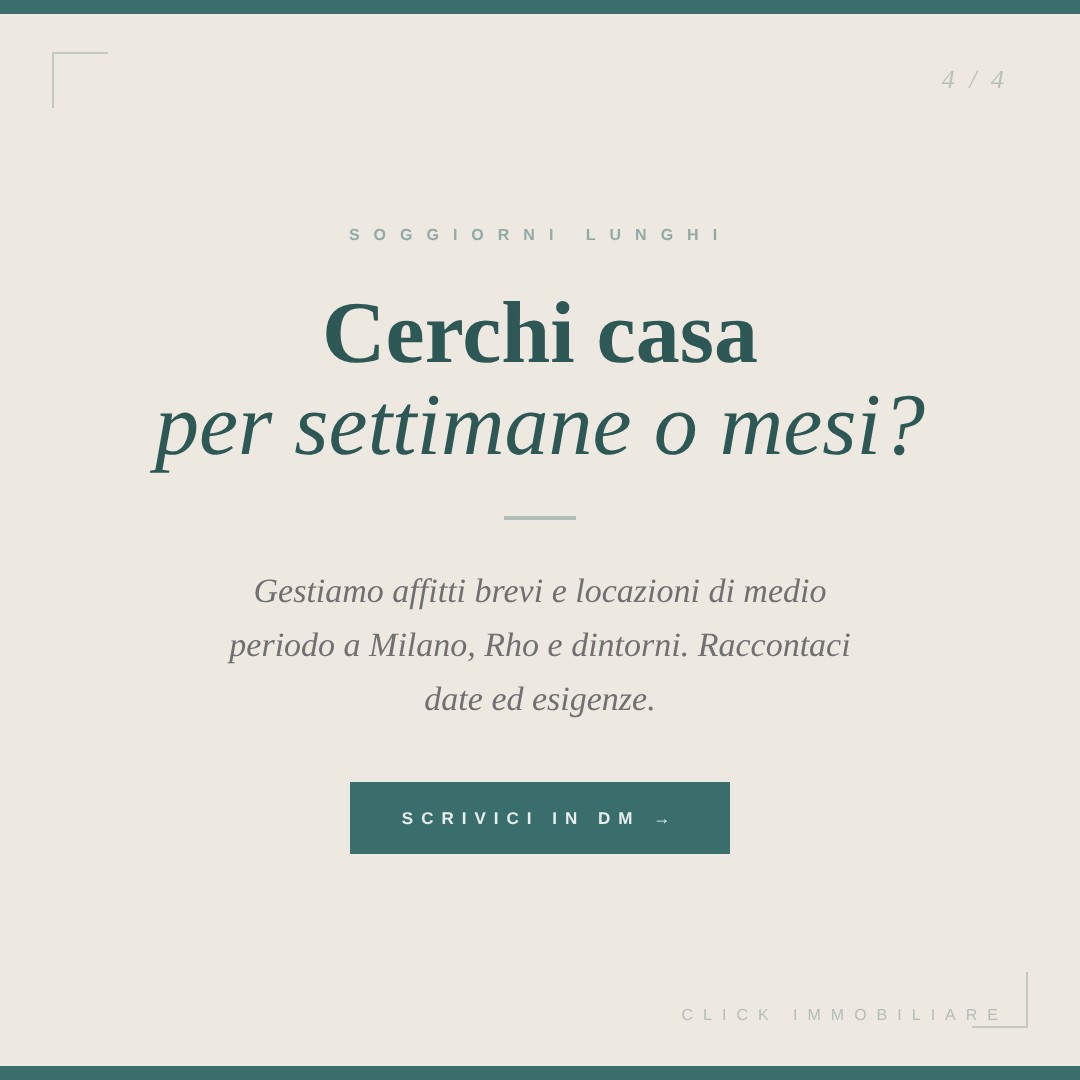 4 / 4
SOGGIORNI LUNGHI
Cerchi casa
per settimane o mesi?
Gestiamo affitti brevi e locazioni di medio
periodo a Milano, Rho e dintorni. Raccontaci
date ed esigenze.
SCRIVICI IN DM →
CLICK IMMOBILIARE